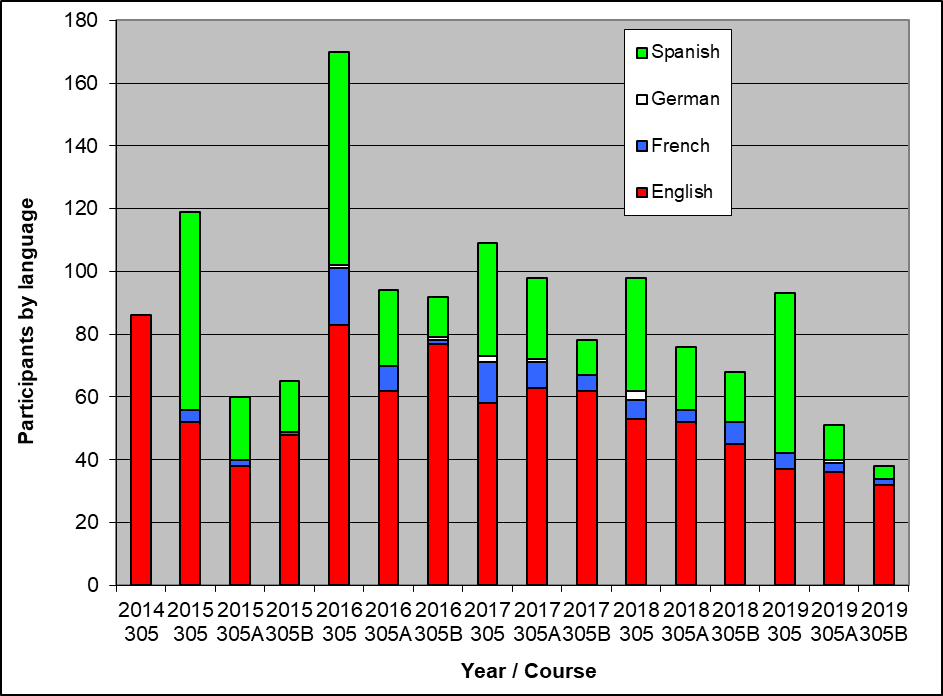 180
160
140
120
100
80
60
40
20
0
Participants by language
Spanish
German
French
English
2014 2015 2015 2015 2016 2016 2016 2017 2017 2017 2018 2018 2018 2019 2019 2019
305 305 305A 305B 305 305A 305B 305 305A 305B 305 305A 305B 305 305A 305B
Year / Course